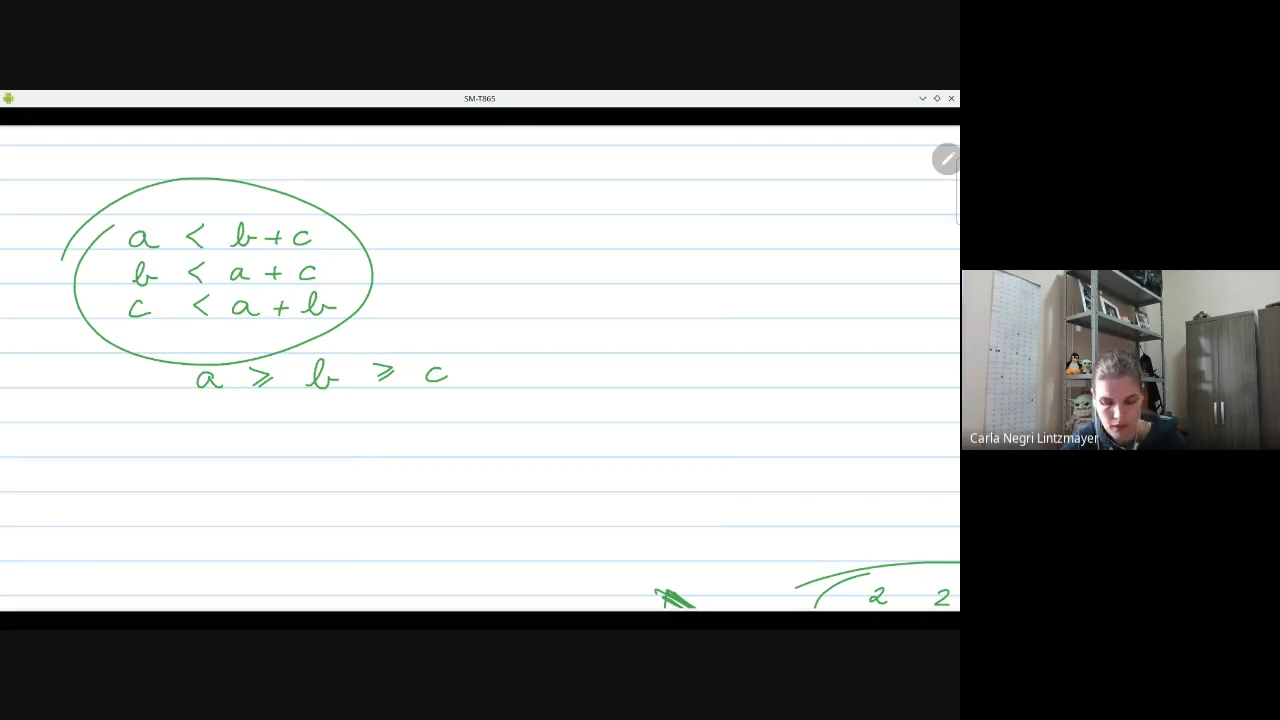 SM-T865
a < b+c
b < a + c
c < a + b
a ⩾ b ⩾ c
2 2
Carla Negri Lintzmayer